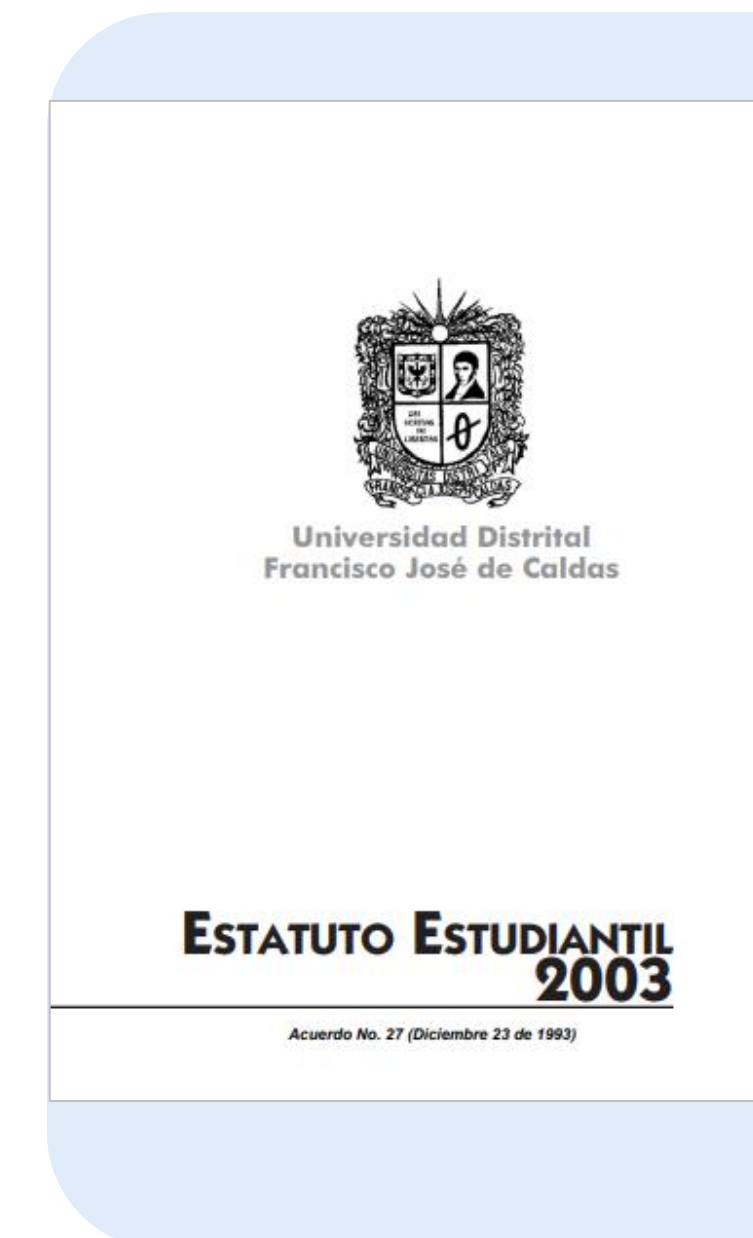 Universidad Distrital
Francisco José de Caldas
ESTATUTO ESTUDIANTIL
2003
Acuerdo No. 27 (Diciembre 23 de 1993)